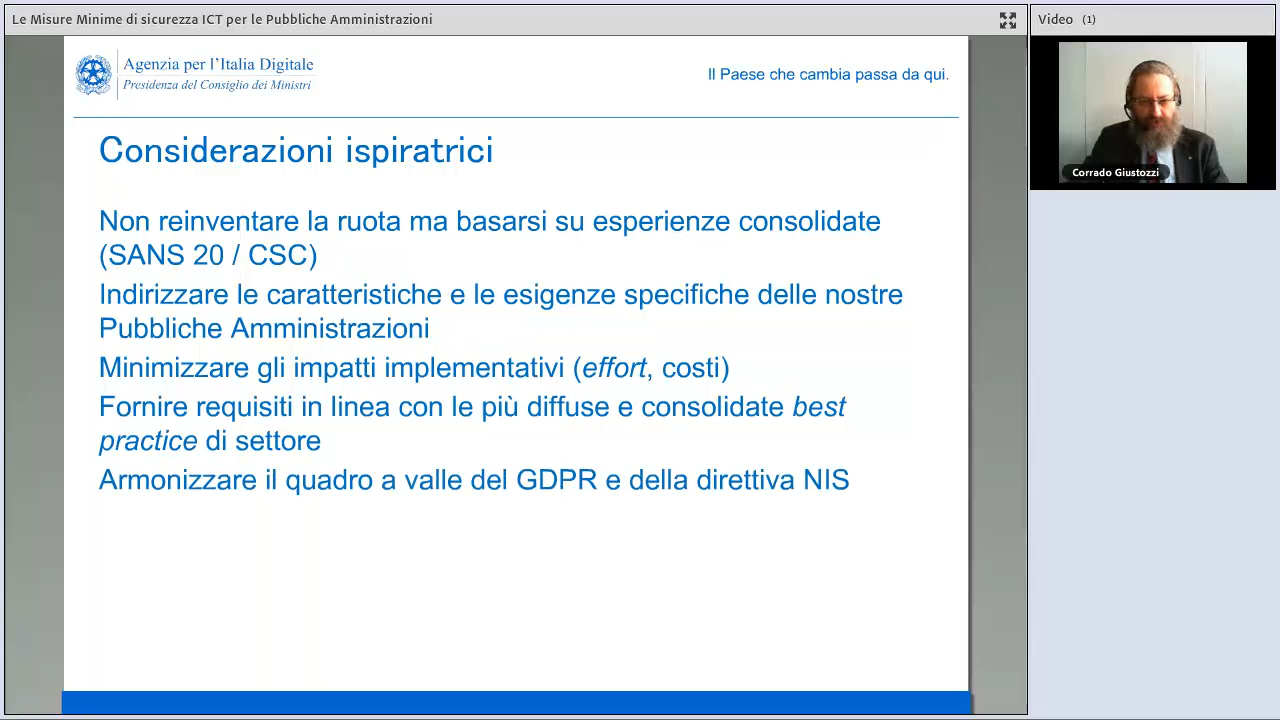 Le Misure Minime di sicurezza ICT per le Pubbliche Amministrazioni
Video (1)
Agenzia per l'Italia Digitale
Presidenza del Consiglio dei Ministri
Il Paese che cambia passa da qui.
Corrado Giustozzi
Considerazioni ispiratrici
Non reinventare la ruota ma basarsi su esperienze consolidate
(SANS 20 / CSC)
Indirizzare le caratteristiche e le esigenze specifiche delle nostre
Pubbliche Amministrazioni
Minimizzare gli impatti implementativi (effort, costi)
Fornire requisiti in linea con le più diffuse e consolidate best
practice di settore
Armonizzare il quadro a valle del GDPR e della direttiva NIS